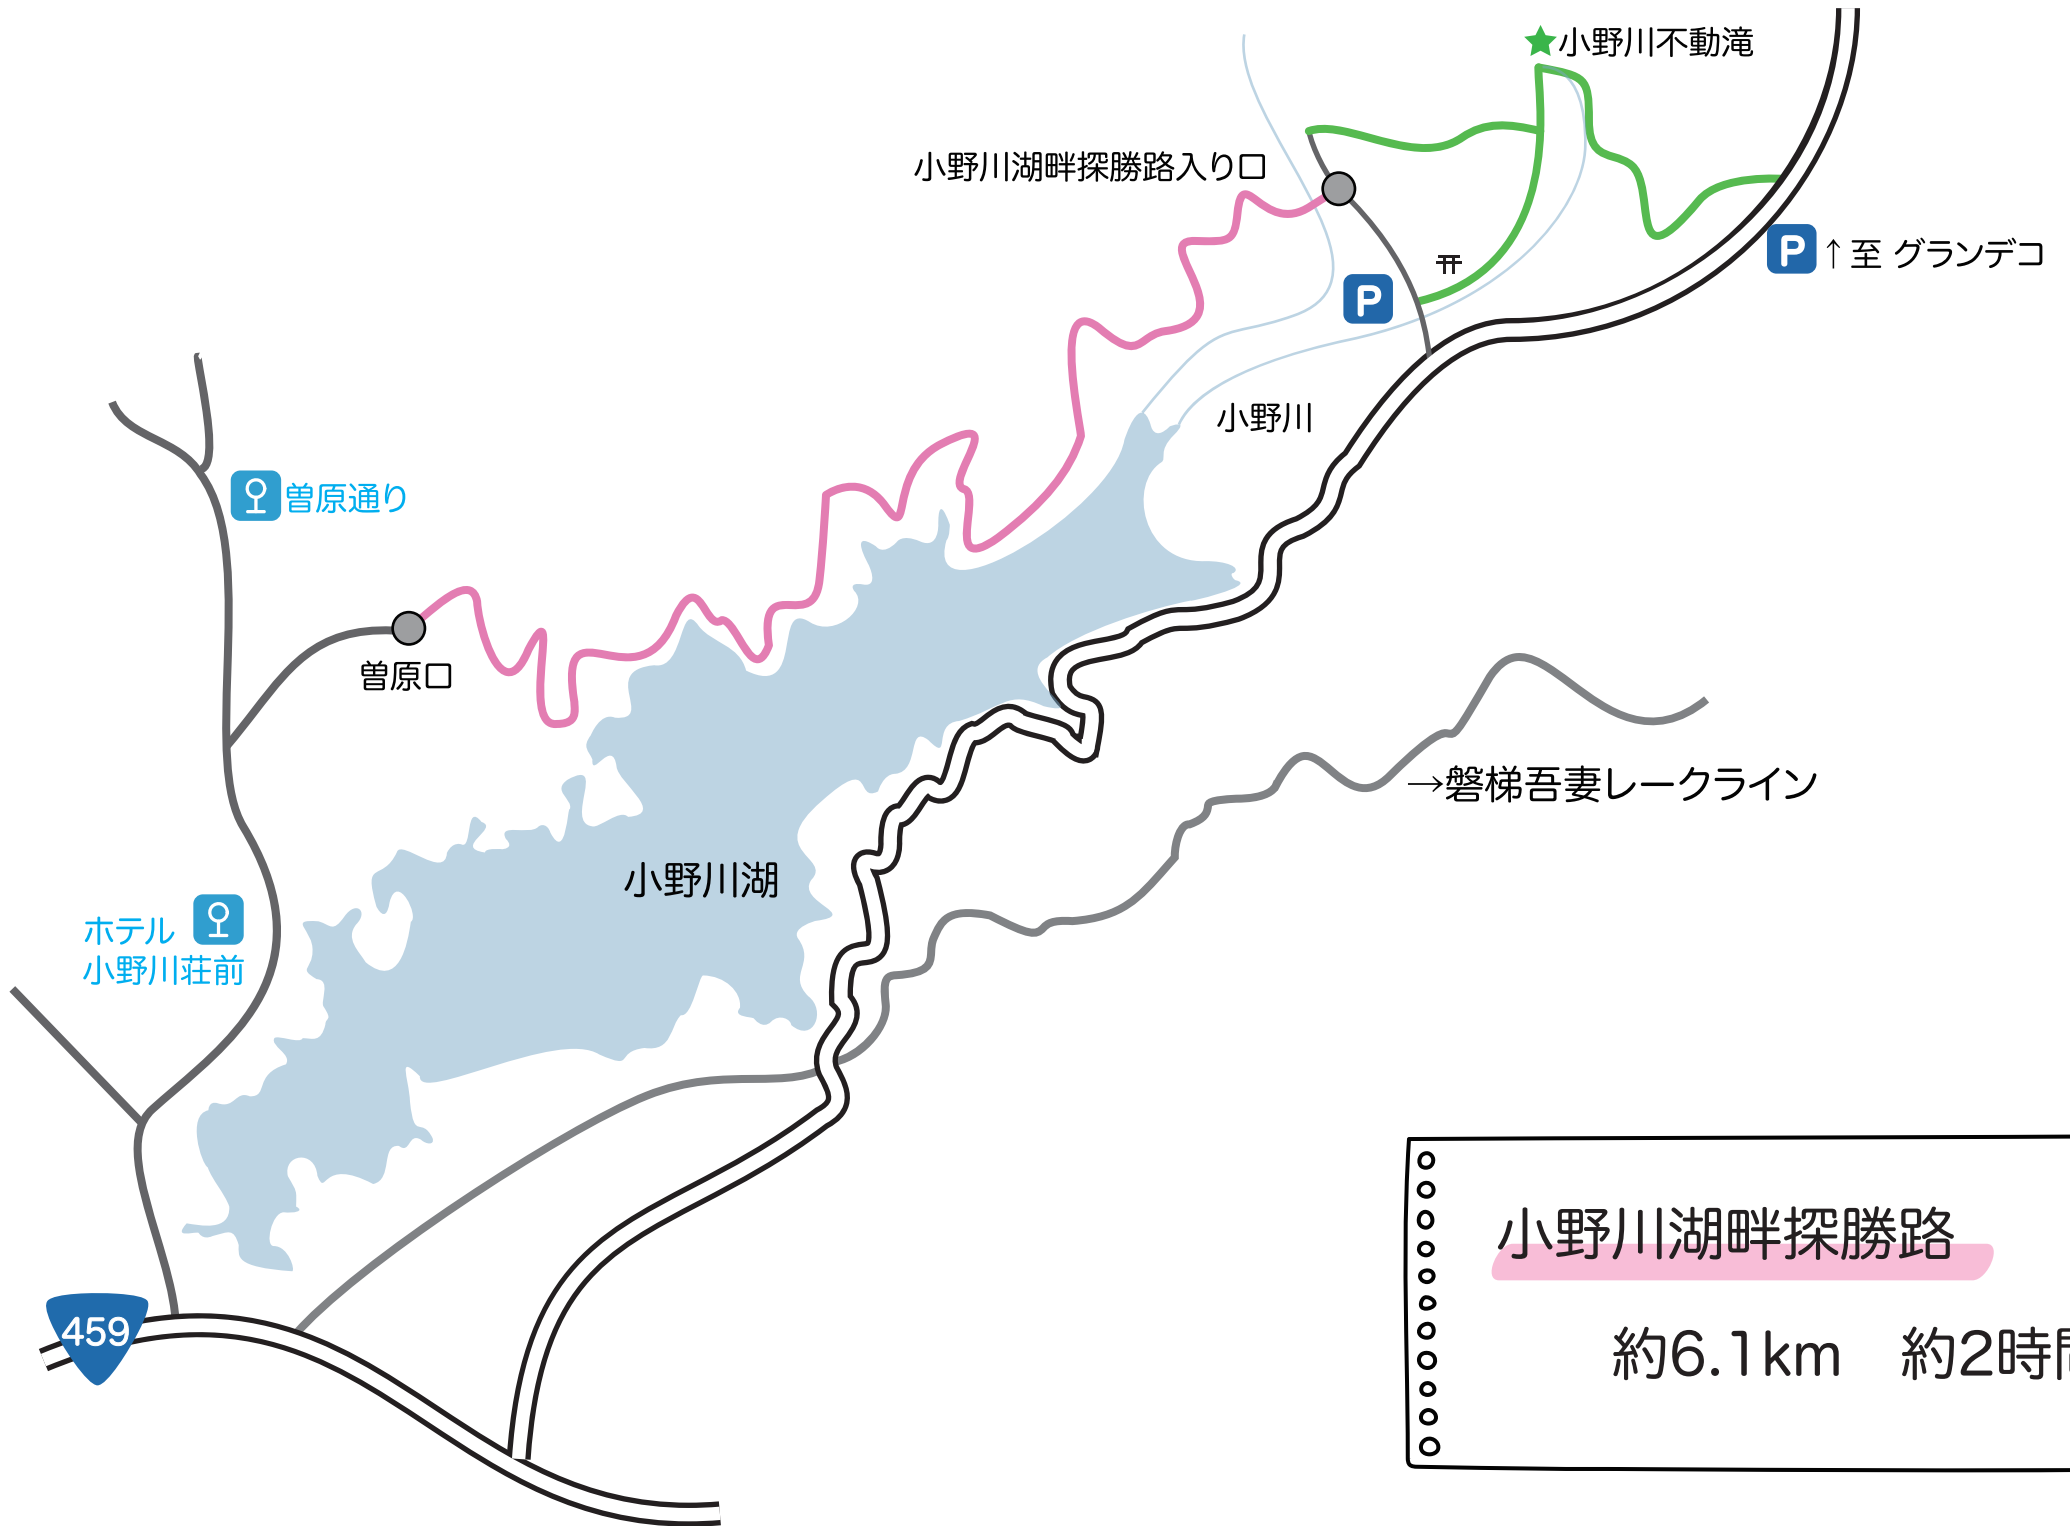 小野川不動滝
小野川湖畔探勝路入り口
P
↑至 グランデコ
P
小野川
曽原通り
曽原口
→磐梯吾妻レークライン
小野川湖
ホテル
小野川荘前
小野川湖畔探勝路
459
約6.1km 約2時